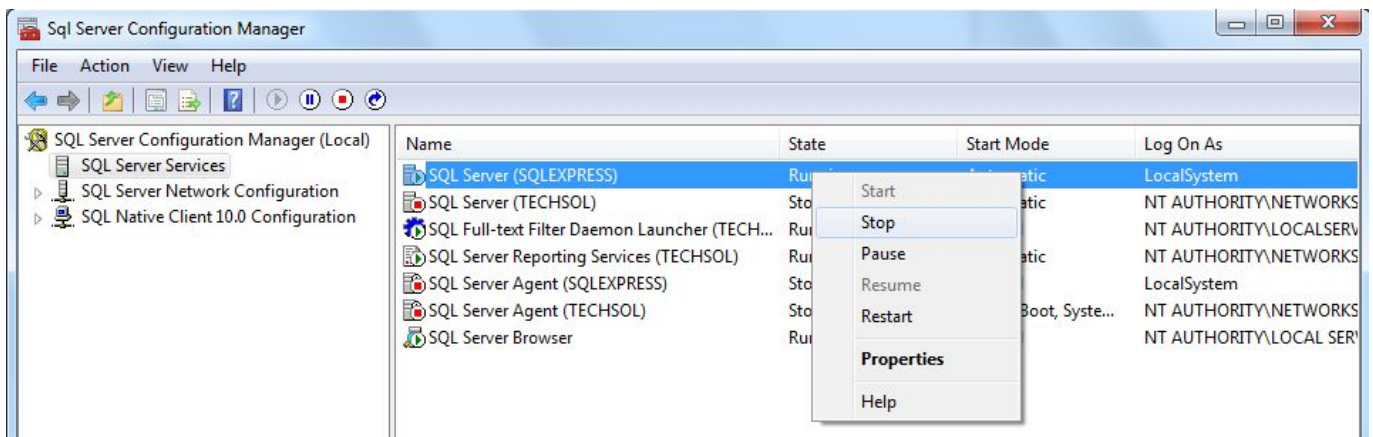 Sql Server Configuration Manager
File Action View Help
SQL Server Configuration Manager (Local)
SQL Server Services
SQL Server Network Configuration
SQL Native Client 10.0 Configuration
Name State Start Mode Log On As
SQL Server (SQLEXPRESS) LocalSystem
SQL Server (TECHSOL) NT AUTHORITY\NETWORKS
SQL Full-text Filter Daemon Launcher (TECH... NT AUTHORITY\LOCALSERV
SQL Server Reporting Services (TECHSOL) NT AUTHORITY\NETWORKS
SQL Server Agent (SQLEXPRESS) LocalSystem
SQL Server Agent (TECHSOL) Boot, Syste... NT AUTHORITY\NETWORKS
SQL Server Browser NT AUTHORITY\LOCAL SER
Start
Stop
Pause
Resume
Restart
Properties
Help